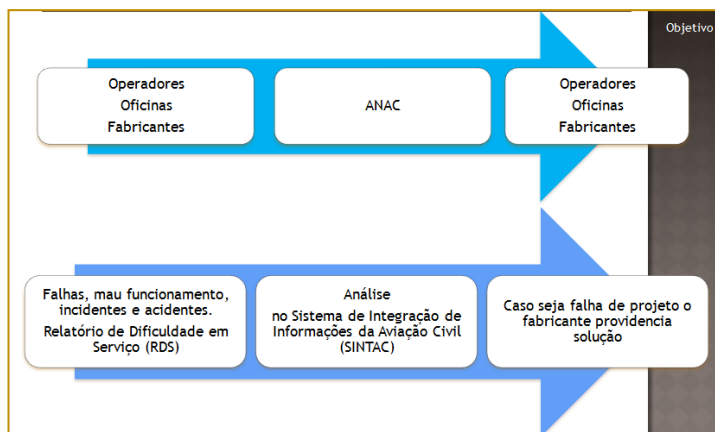 Objetivo
Operadores
Oficinas
Fabricantes
ANAC
Operadores
Oficinas
Fabricantes
Falhas, mau funcionamento,
incidentes e acidentes.
Relatório de Dificuldade em
Serviço (RDS)
Análise
no Sistema de Integração de
Informações da Aviação Civil
(SINTAC)
Caso seja falha de projeto o
fabricante providencia
solução